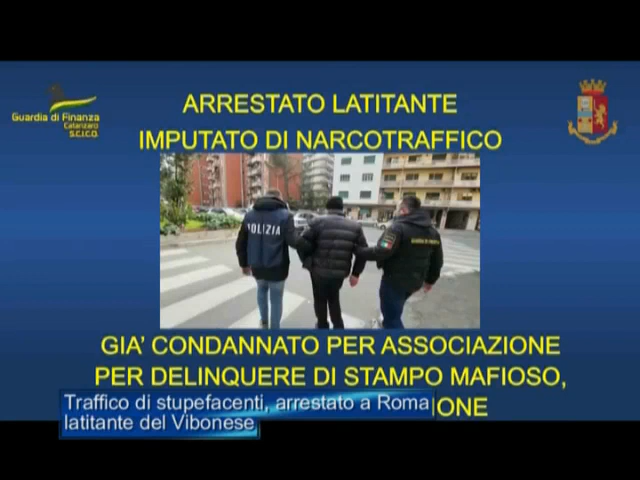 Guardia di Finanza
Catanzaro
S.C.I.C.O.
ARRESTATO LATITANTE
IMPUTATO DI NARCOTRAFFICO
POLIZIA
GIA’ CONDANNATO PER ASSOCIAZIONE
PER DELINQUERE DI STAMPO MAFIOSO,
IONE
Traffico di stupefacenti, arrestato a Roma
latitante del Vibonese